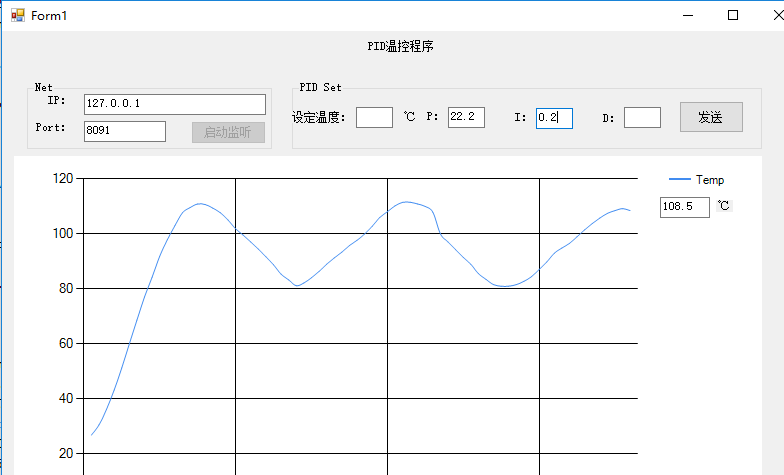 Form1
PID温控程序
Net
IP: 127.0.0.1
Port: 8091 启动监听
PID Set
设定温度: ℃ P: 22.2 I: 0.2 D: 发送
Temp
108.5 ℃
120
100
80
60
40
20